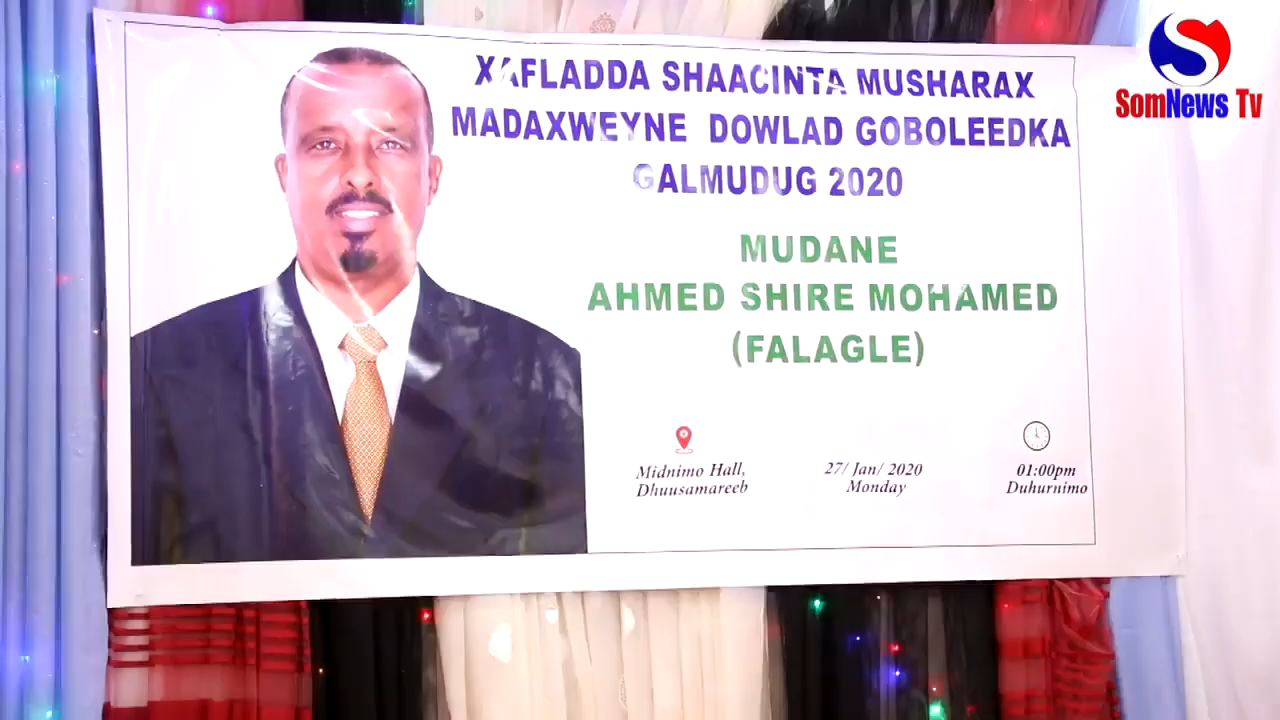 XAFLADDA SHAACINTA MUSHARAX
MADAXWEYNE DOWLAD GOBOLEEDKA
GALMUDUG 2020
MUDANE
AHMED SHIRE MOHAMED
(FALAGLE)
Midnimo Hall,
Dhuusamareeb
27/ Jan/ 2020
Monday
01:00pm
Duhurnimo
SomNews Tv